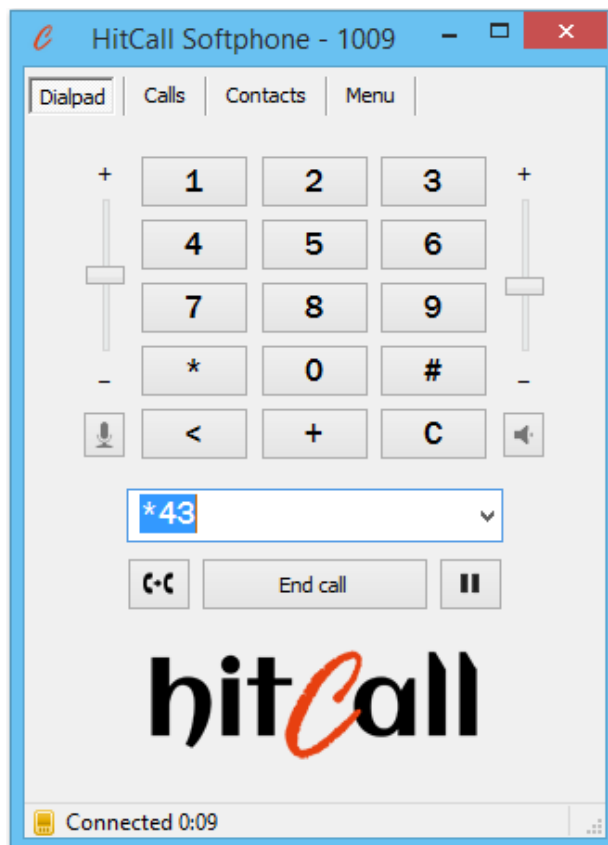 HitCall Softphone - 1009
Dialpad Calls Contacts Menu
+ 1 2 3 +
4 5 6
7 8 9
- * 0 # -
< + C
*43
End call
hitCall
Connected 0:09